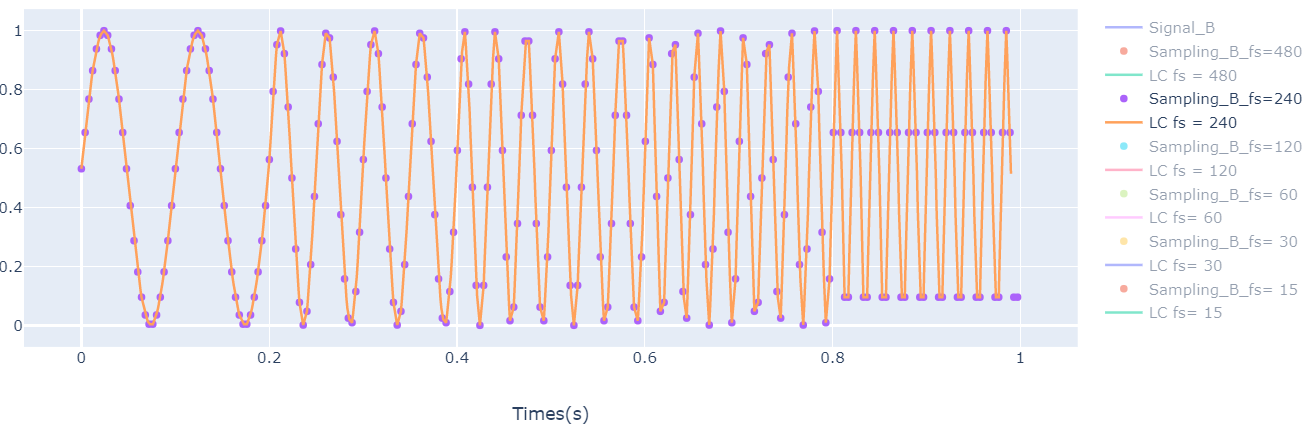 1
0.8
0.6
0.4
0.2
0
0
0.2
0.4
0.6
0.8
1
Times(s)
Signal_B
Sampling_B_fs=480
LC fs = 480
Sampling_B_fs=240
LC fs = 240
Sampling_B_fs=120
LC fs = 120
Sampling_B_fs= 60
LC fs= 60
Sampling_B_fs= 30
LC fs= 30
Sampling_B_fs= 15
LC fs = 15